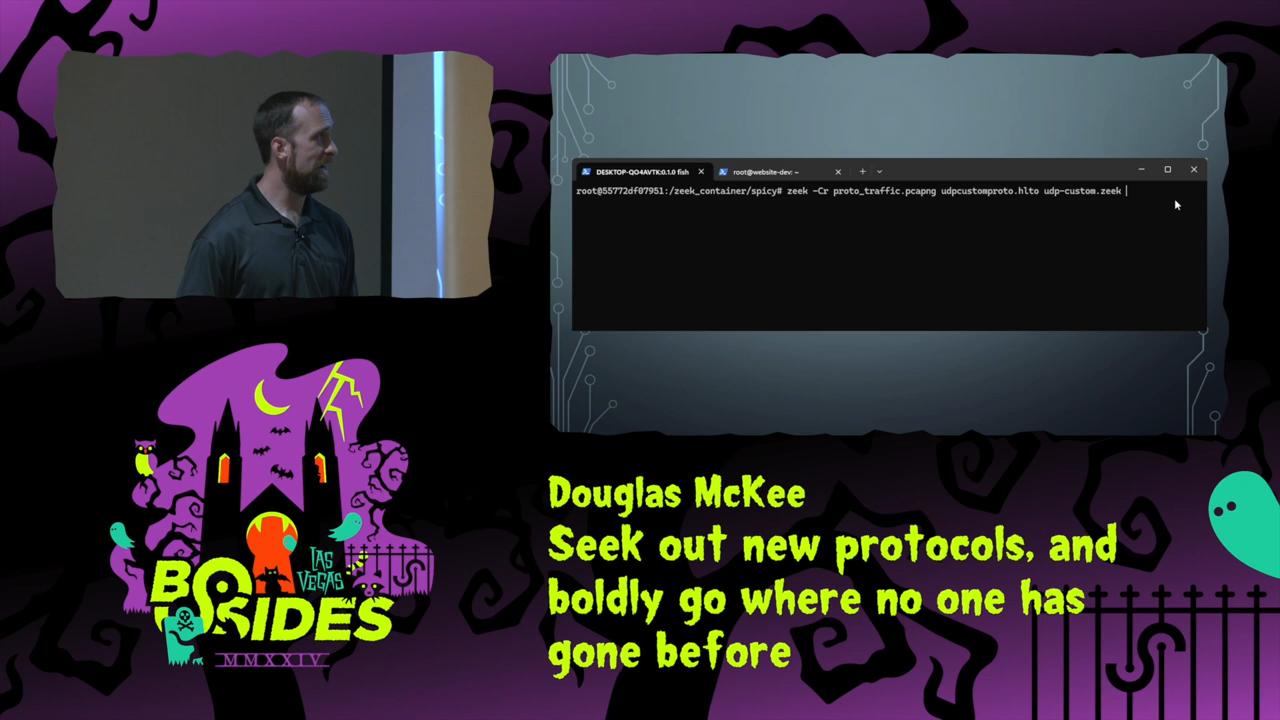 DESKTOP-QO4AVTK:0.1.0 fish
root@website-dev: ~
root@55772df07951:/zeek_container/spicy# zeek -Cr proto_traffic.pcapng udpcustomproto.hlto udp-custom.zeek
LAS
VEGAS
BSIDES
MMXXIV
Douglas McKee
Seek out new protocols, and
boldly go where no one has
gone before